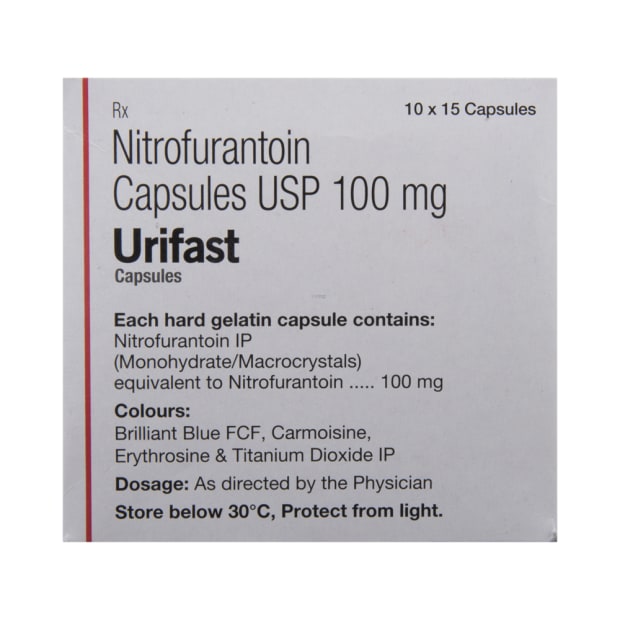 Rx
10 x 15 Capsules
Nitrofurantoin
Capsules USP 100 mg
Urifast
Capsules
Each hard gelatin capsule contains:
Nitrofurantoin IP
(Monohydrate/Macrocrystals)
equivalent to Nitrofurantoin ..... 100 mg
Colours:
Brilliant Blue FCF, Carmoisine,
Erythrosine & Titanium Dioxide IP
Dosage: As directed by the Physician
Store below 30°C, Protect from light.